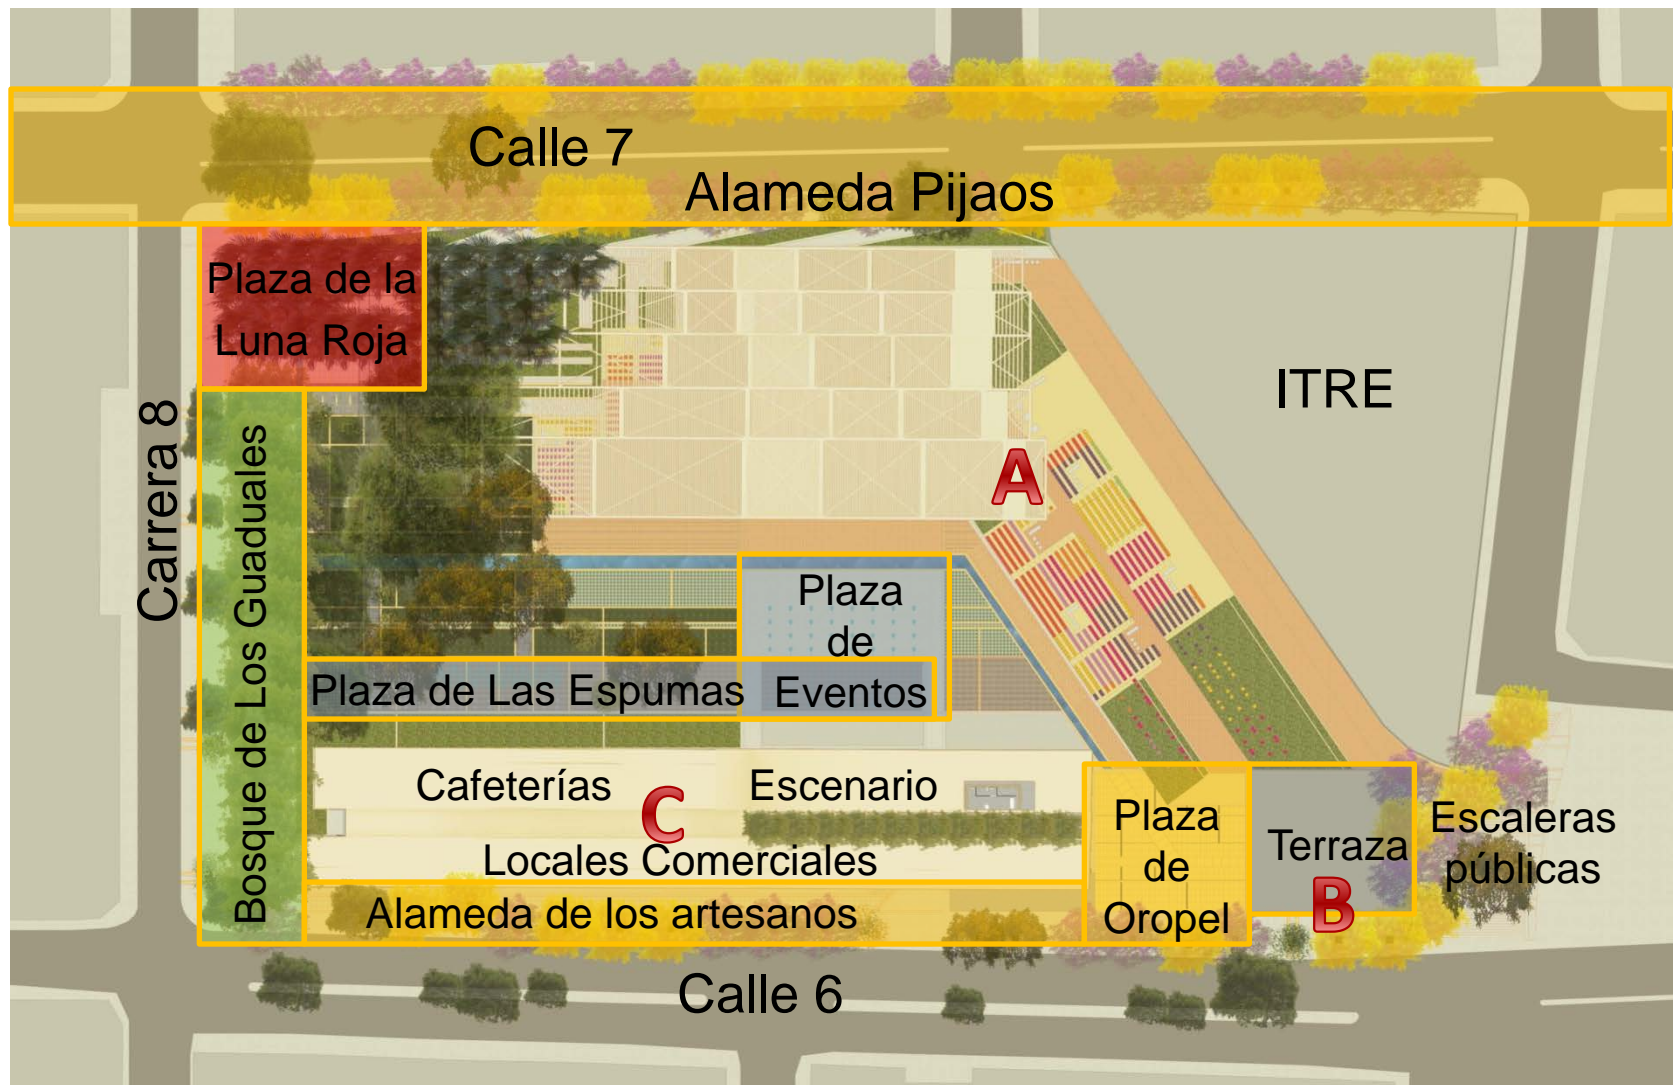 Calle 7
Alameda Pijaos
Plaza de la
Luna Roja
ITRE
Carrera 8
Bosque de Los Guaduales
A
Plaza
de
Eventos
Plaza de Las Espumas
Cafeterías
Escenario
C
Locales Comerciales
Alameda de los artesanos
Plaza
de
Oropel
Terraza
B
Escaleras
públicas
Calle 6